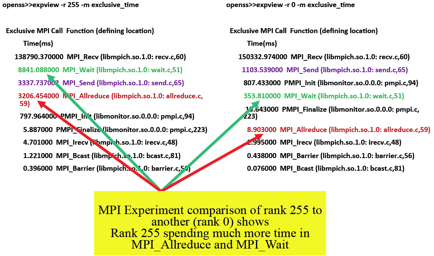 openss>>expview -r 255 -m exclusive_time
Exclusive MPI Call Function (defining location)
Time(ms)
138790.370000 MPI_Recv (libmpich.so.1.0: recv.c,60)
8841.088000 MPI_Wait (libmpich.so.1.0: wait.c,51)
3337.737000 MPI_Send (libmpich.so.1.0: send.c,65)
3206.454000 MPI_Allreduce (libmpich.so.1.0: allreduce.c,
59)
797.964000 PMPI_Init (libmonitor.so.0.0.0: pmpi.c,94)
5.887000 PMPI_Finalize (libmonitor.so.0.0.0: pmpi.c,223)
4.701000 MPI_Irecv (libmpich.so.1.0: irecv.c,48)
1.221000 MPI_Bcast (libmpich.so.1.0: bcast.c,81)
0.396000 MPI_Barrier (libmpich.so.1.0: barrier.c,56)
openss>>expview -r 0 -m exclusive_time
Exclusive MPI Call Function (defining location)
Time(ms)
150332.974000 MPI_Recv (libmpich.so.1.0: recv.c,60)
1103.539000 MPI_Send (libmpich.so.1.0: send.c,65)
807.433000 PMPI_Init (libmonitor.so.0.0.0: pmpi.c,94)
353.810000 MPI_Wait (libmpich.so.1.0: wait.c,51)
PMPI_Finalize (libmonitor.so.0.0.0: pmpi.c,
223)
8.903000 MPI_Allreduce (libmpich.so.1.0: allreduce.c,59)
MPI_Irecv (libmpich.so.1.0: irecv.c,48)
0.438000 MPI_Barrier (libmpich.so.1.0: barrier.c,56)
0.076000 MPI_Bcast (libmpich.so.1.0: bcast.c,81)
MPI Experiment comparison of rank 255 to
another (rank 0) shows
Rank 255 spending much more time in
MPI_Allreduce and MPI_Wait